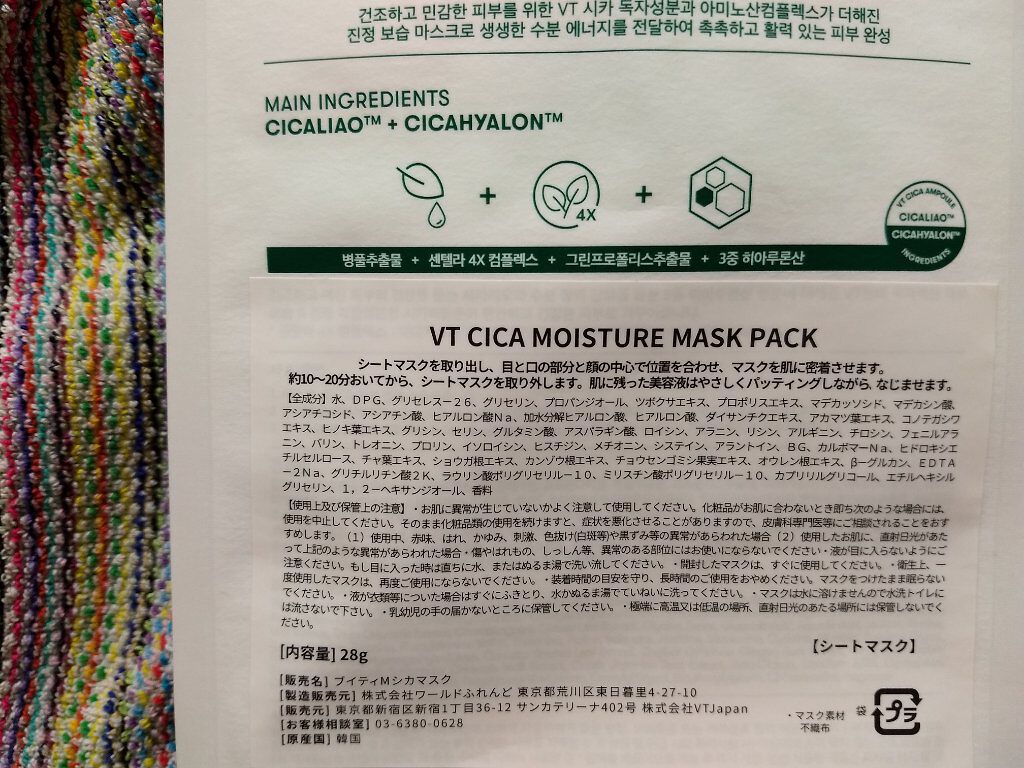 건조하고 민감한 피부를 위한 VT 시카 독자성분과 아미노산컴플렉스가 더해진
진정 보습 마스크로 생생한 수분 에너지를 전달하여 촉촉하고 활력 있는 피부 완성
MAIN INGREDIENTS
CICALIAO™ + CICAHYALON™
+ 4X +
VT CICA AMPOULE
CICALIAO™
CICAHYALON™
INGREDIENTS
병풀추출물 + 센텔라 4X 컴플렉스 + 그린프로폴리스추출물 + 3중 히아루론산
VT CICA MOISTURE MASK PACK
シートマスクを取り出し、目と口の部分と顔の中心で位置を合わせ、マスクを肌に密着させます。
約10～20分おいてから、シートマスクを取り外します。肌に残った美容液はやさしくパッティングしながら、なじませます。
【全成分】水、DPG、グリセレス－26、グリセリン、プロパンジオール、ツボクサエキス、プロポリスエキス、マデカッソシド、マデカシン酸、
アシアチコシド、アシアチン酸、ヒアルロン酸Na、加水分解ヒアルロン酸、ヒアルロン酸、ダイサンチクエキス、アカマツ葉エキス、コノテガシワ
エキス、ヒノキ葉エキス、グリシン、セリン、グルタミン酸、アスパラギン酸、ロイシン、アラニン、リシン、アルギニン、チロシン、フェニルアラ
ニン、バリン、トレオニン、プロリン、イソロイシン、ヒスチジン、メチオニン、システイン、アラントイン、BG、カルボマーNa、ヒドロキシエ
チルセルロース、チャ葉エキス、ショウガ根エキス、カンゾウ根エキス、チョウセンゴミシ果実エキス、オウレン根エキス、β－グルカン、EDTA
－2Na、グリチルリチン酸2K、ラウリン酸ポリグリセリル－10、ミリスチン酸ポリグリセリル－10、カプリリルグリコール、エチルヘキシル
グリセリン、1，2－ヘキサンジオール、香料
【使用上及び保管上の注意】・お肌に異常が生じていないかよく注意して使用してください。化粧品がお肌に合わないとき即ち次のような場合には、
使用を中止してください。そのまま化粧品類の使用を続けますと、症状を悪化させることがありますので、皮膚科専門医等にご相談されることをおす
すめします。（1）使用中、赤味、はれ、かゆみ、刺激、色抜け(白斑等)や黒ずみ等の異常があらわれた場合（2）使用したお肌に、直射日光があた
って上記のような異常があらわれた場合・傷やはれもの、しっしん等、異常のある部位にはお使いにならないでください・液が目に入らないようにご
注意ください。もし目に入った時は直ちに水、またはぬるま湯で洗い流してください。・開封したマスクは、すぐに使用してください。・衛生上、一
度使用したマスクは、再度ご使用にならないでください。・装着時間の目安を守り、長時間のご使用をおやめください。マスクをつけたまま眠らない
でください。・液が衣類等についた場合はすぐにふきとり、水かぬるま湯でていねいに洗ってください。・マスクは水に溶けませんので水洗トイレに
は流さないで下さい。・乳幼児の手の届かないところに保管してください。・極端に高温又は低温の場所、直射日光のあたる場所には保管しないでく
ださい。
[内容量] 28g
【シートマスク】
[販売名] ブイティMシカマスク
[製造販売元] 株式会社ワールドふれんど 東京都荒川区東日暮里4-27-10
[販売元] 東京都新宿区新宿1丁目36-12 サンカテリーナ402号 株式会社VTJapan
[お客様相談室] 03-6380-0628
[原産国] 韓国
・マスク素材
不織布
袋
プラ